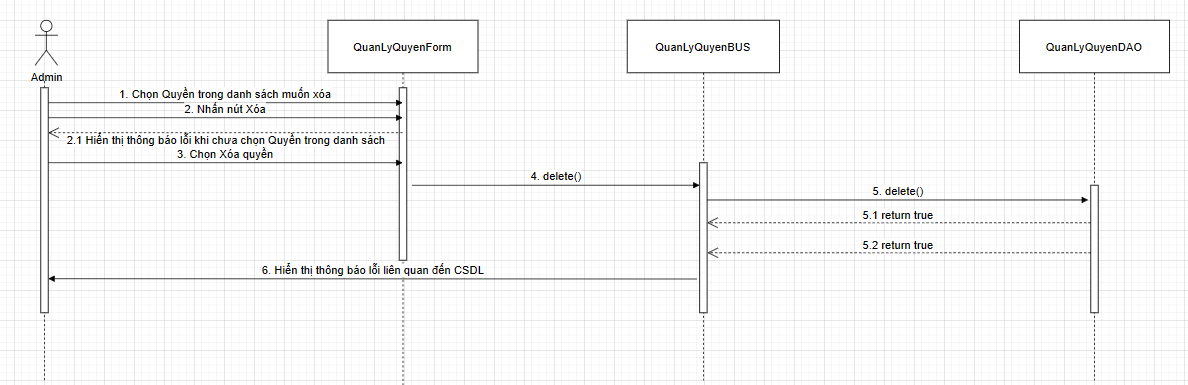 QuanLyQuyenForm
QuanLyQuyenBUS
QuanLyQuyenDAO
Admin
1. Chọn Quyền trong danh sách muốn xóa
2. Nhấn nút Xóa
2.1 Hiển thị thông báo lỗi khi chưa chọn Quyền trong danh sách
3. Chọn Xóa quyền
4. delete()
5. delete()
5.1 return true
5.2 return true
6. Hiển thị thông báo lỗi liên quan đến CSDL